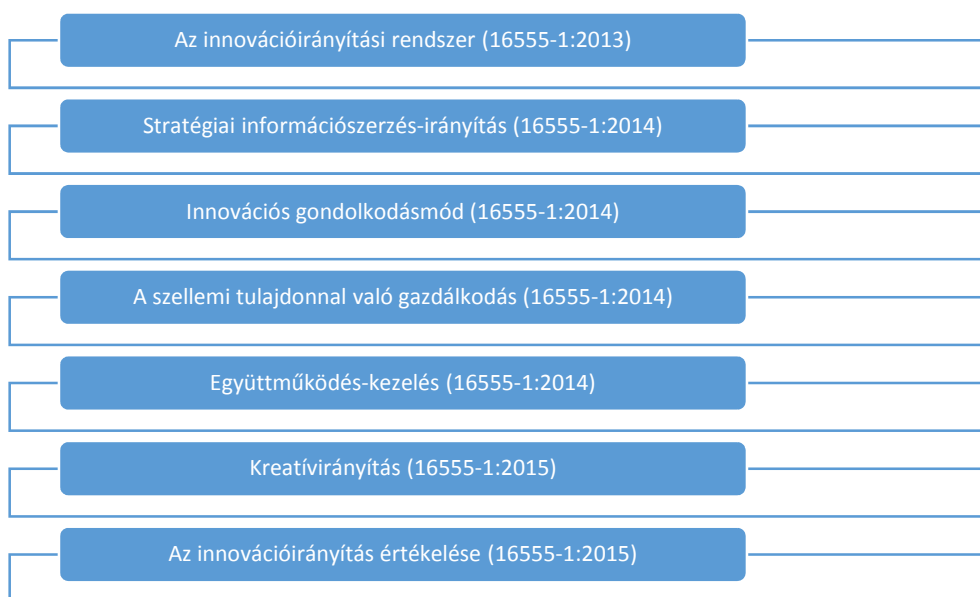 Az innovációirányítási rendszer (16555-1:2013)
Stratégiai információszerzés-irányítás (16555-1:2014)
Innovációs gondolkodásmód (16555-1:2014)
A szellemi tulajdonnal való gazdálkodás (16555-1:2014)
Együttműködés-kezelés (16555-1:2014)
Kreatívirányítás (16555-1:2015)
Az innovációirányítás értékelése (16555-1:2015)